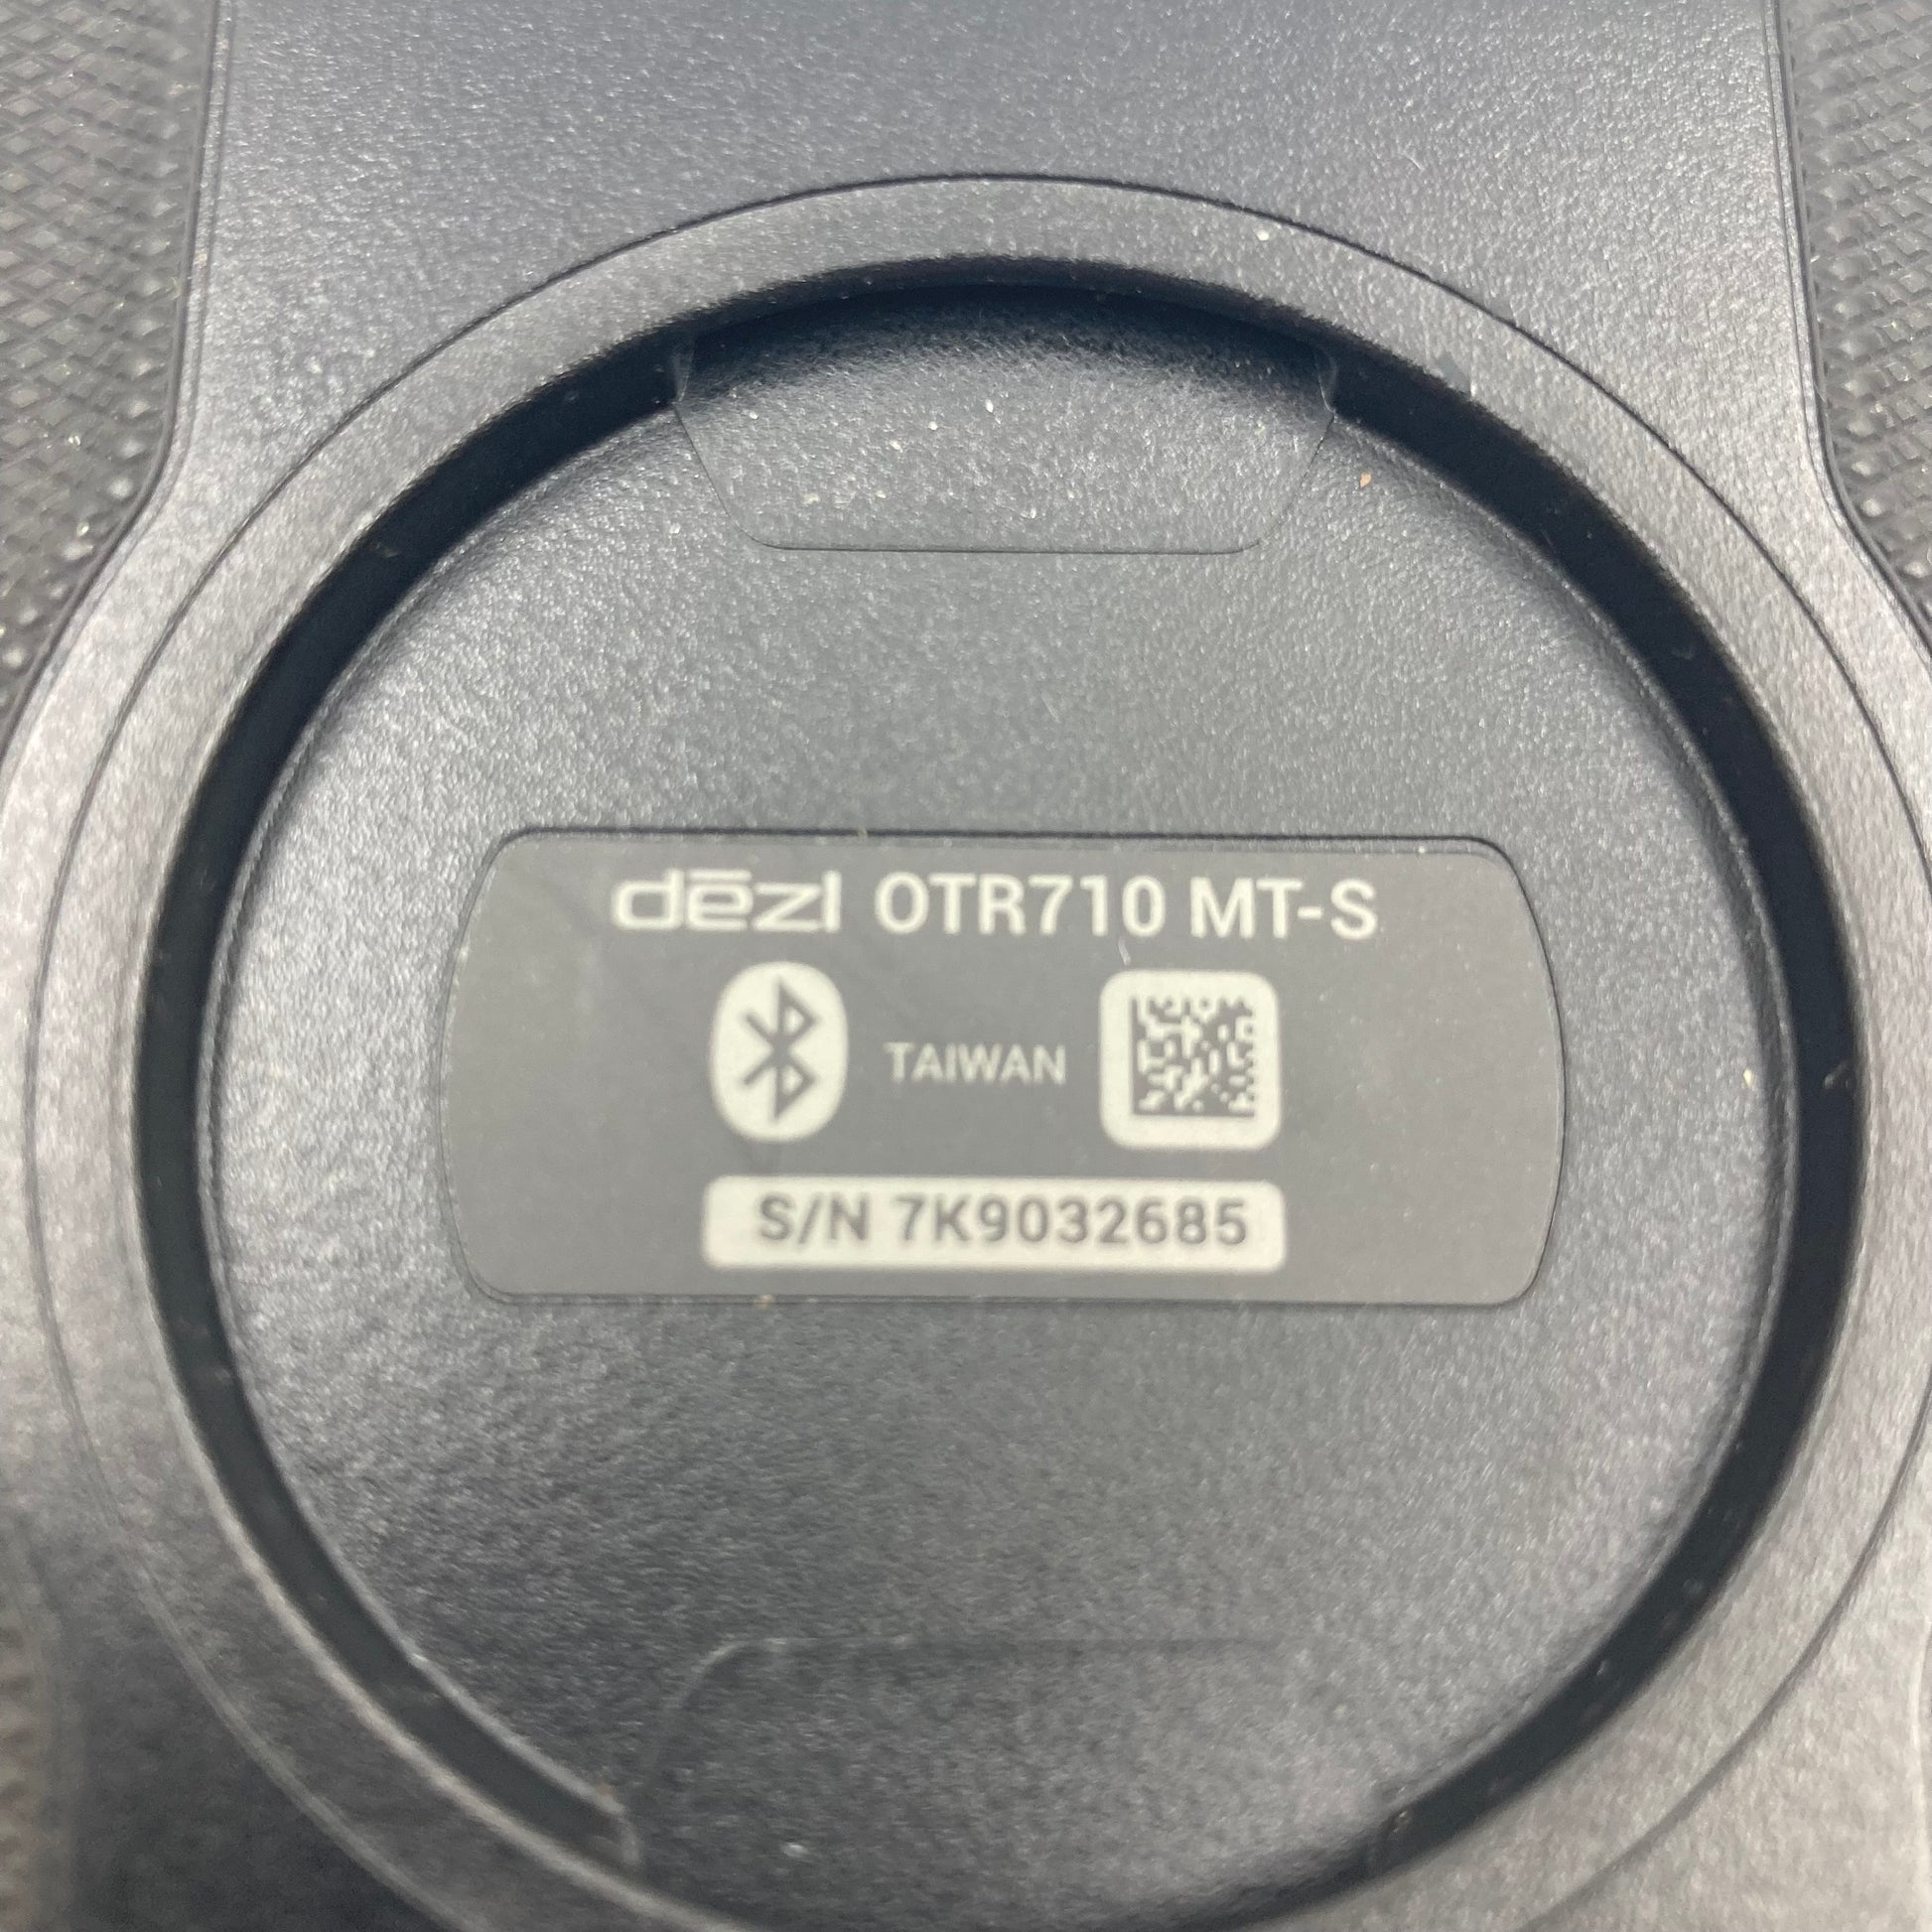 dēzl OTR710 MT-S
TAIWAN
S/N 7K9032685